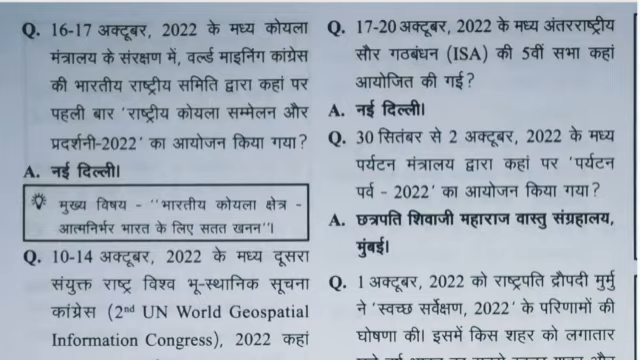 Q. 16-17 अक्टूबर, 2022 के मध्य कोयला
मंत्रालय के संरक्षण में, वर्ल्ड माइनिंग कांग्रेस
की भारतीय राष्ट्रीय समिति द्वारा कहां पर
पहली बार 'राष्ट्रीय कोयला सम्मेलन और
प्रदर्शनी-2022' का आयोजन किया गया?
A. नई दिल्ली।
मुख्य विषय - ''भारतीय कोयला क्षेत्र -
आत्मनिर्भर भारत के लिए सतत खनन''।
Q. 10-14 अक्टूबर, 2022 के मध्य दूसरा
संयुक्त राष्ट्र विश्व भू-स्थानिक सूचना
कांग्रेस (2nd UN World Geospatial
Information Congress), 2022 कहां
Q. 17-20 अक्टूबर, 2022 के मध्य अंतरराष्ट्रीय
सौर गठबंधन (ISA) की 5वीं सभा कहां
आयोजित की गई?
A. नई दिल्ली।
Q. 30 सितंबर से 2 अक्टूबर, 2022 के मध्य
पर्यटन मंत्रालय द्वारा कहां पर 'पर्यटन
पर्व - 2022' का आयोजन किया गया?
A. छत्रपति शिवाजी महाराज वास्तु संग्रहालय,
मुंबई।
Q. 1 अक्टूबर, 2022 को राष्ट्रपति द्रौपदी मुर्मु
ने 'स्वच्छ सर्वेक्षण, 2022' के परिणामों की
घोषणा की। इसमें किस शहर को लगातार